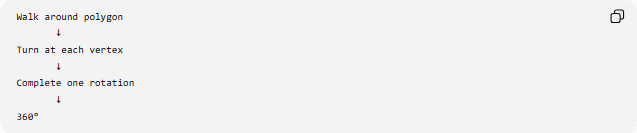 Walk around polygon
↓
Turn at each vertex
↓
Complete one rotation
↓
360°